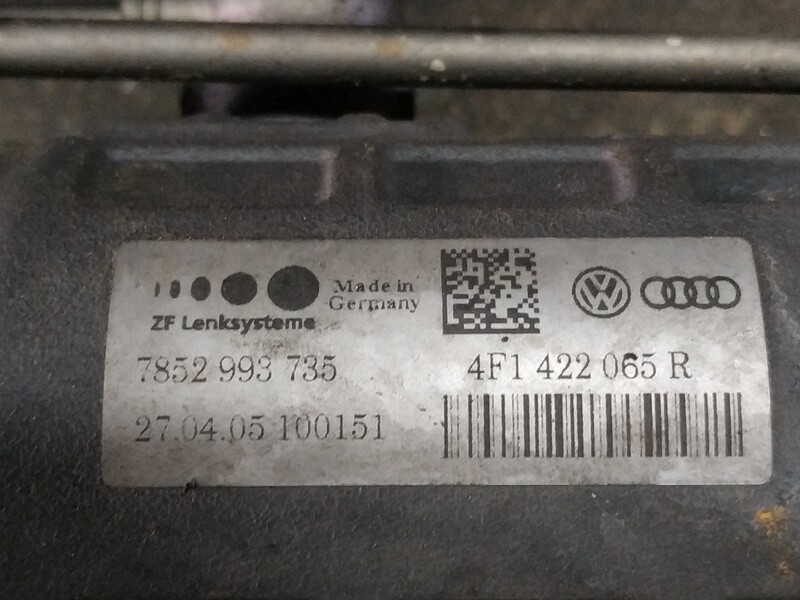 Made in
Germany
ZF Lenksysteme
7852 993 735
4F1 422 065 R
27.04.05 100151